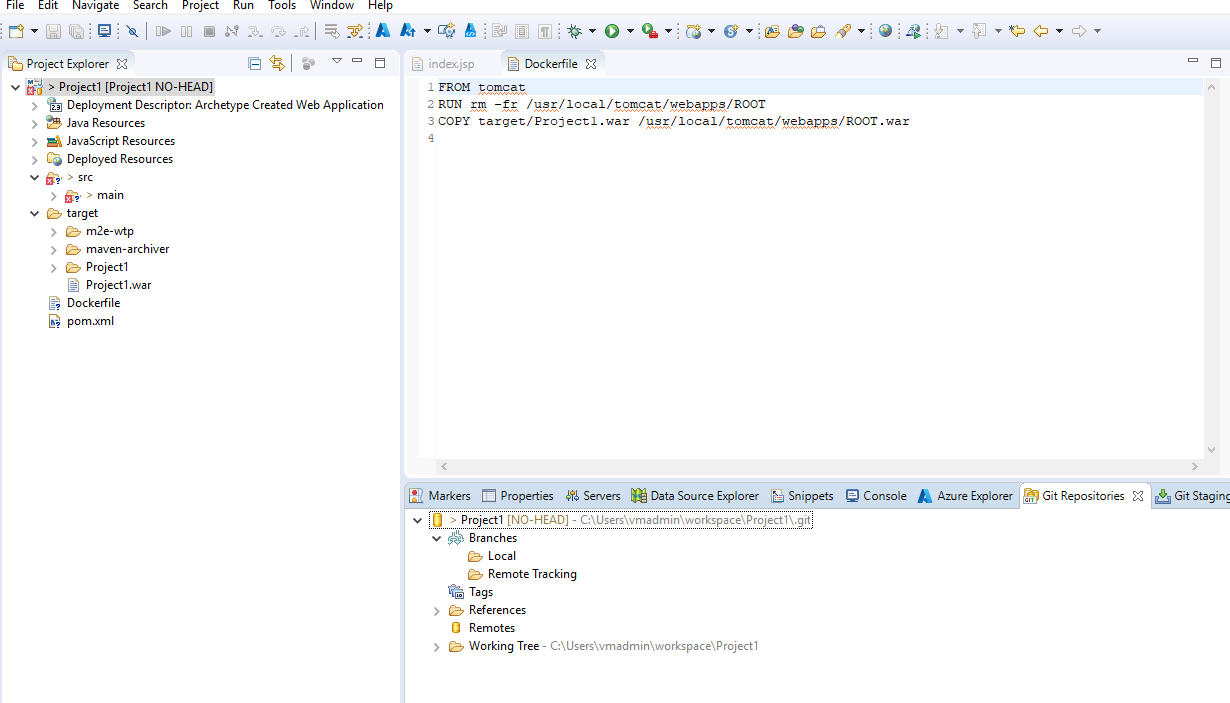 File Edit Navigate Search Project Run Tools Window Help
Project Explorer
> Project1 [Project1 NO-HEAD]
Deployment Descriptor: Archetype Created Web Application
Java Resources
JavaScript Resources
Deployed Resources
> src
> main
target
m2e-wtp
maven-archiver
Project1
Project1.war
Dockerfile
pom.xml
index.jsp Dockerfile
1 FROM tomcat
2 RUN rm -fr /usr/local/tomcat/webapps/ROOT
3 COPY target/Project1.war /usr/local/tomcat/webapps/ROOT.war
4
Markers Properties Servers Data Source Explorer Snippets Console Azure Explorer Git Repositories Git Staging
> Project1 [NO-HEAD] - C:\Users\vmadmin\workspace\Project1\.git
Branches
Local
Remote Tracking
Tags
References
Remotes
Working Tree - C:\Users\vmadmin\workspace\Project1